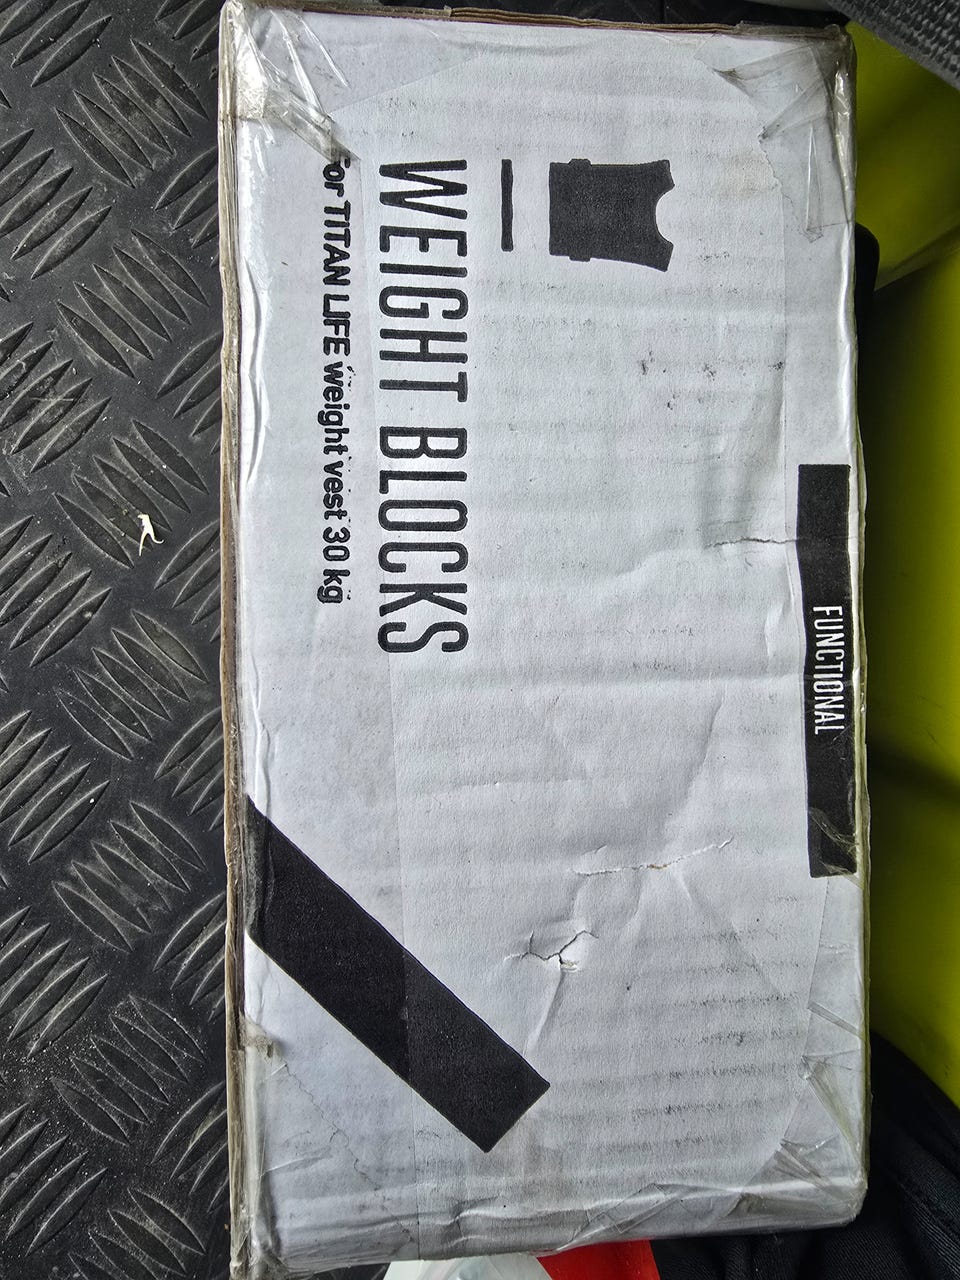 FUNCTIONAL
WEIGHT BLOCKS
for TITAN LIFE weight vest 30 kg